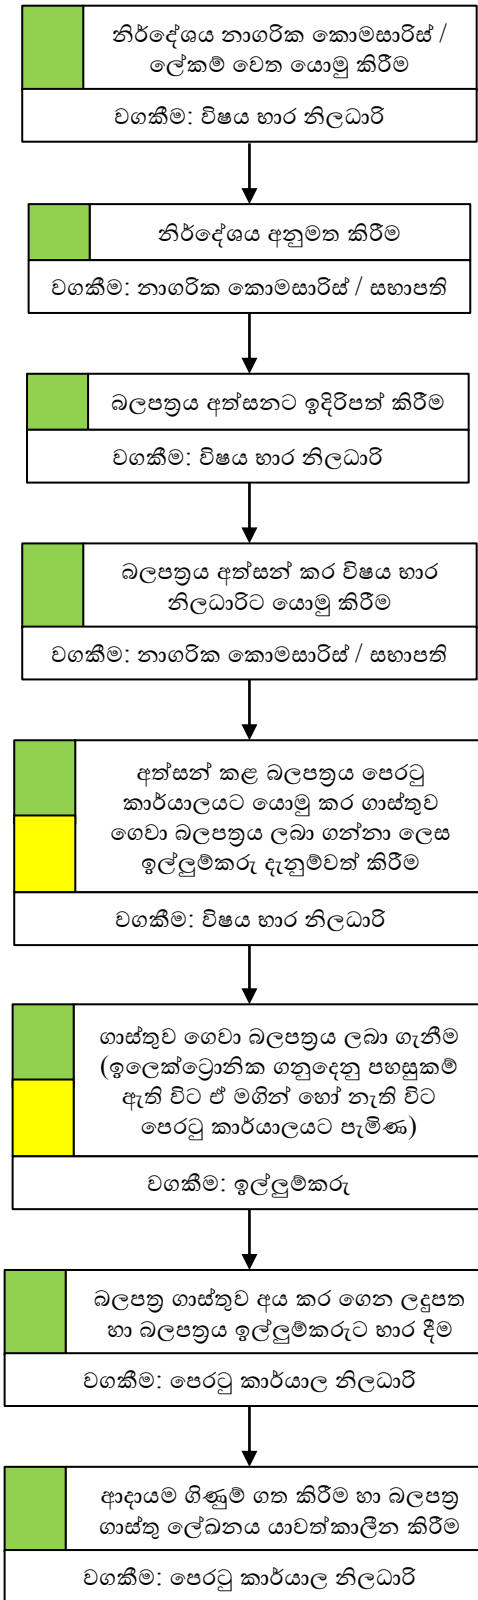 නිර්දේශය නාගරික කොමසාරිස් /
ලේකම් වෙත යොමු කිරීම
වගකීම: විෂය භාර නිලධාරි
නිර්දේශය අනුමත කිරීම
වගකීම: නාගරික කොමසාරිස් / සභාපති
බලපත්‍රය අත්සනට ඉදිරිපත් කිරීම
වගකීම: විෂය භාර නිලධාරි
බලපත්‍රය අත්සන් කර විෂය භාර
නිලධාරිට යොමු කිරීම
වගකීම: නාගරික කොමසාරිස් / සභාපති
අත්සන් කළ බලපත්‍රය පෙරටු
කාර්යාලයට යොමු කර ගාස්තුව
ගෙවා බලපත්‍රය ලබා ගන්නා ලෙස
ඉල්ලුම්කරු දැනුම්වත් කිරීම
වගකීම: විෂය භාර නිලධාරි
ගාස්තුව ගෙවා බලපත්‍රය ලබා ගැනීම
(ඉලෙක්ට්‍රොනික ගනුදෙනු පහසුකම්
ඇති විට ඒ මගින් හෝ නැති විට
පෙරටු කාර්යාලයට පැමිණ)
වගකීම: ඉල්ලුම්කරු
බලපත්‍ර ගාස්තුව අය කර ගෙන ලදුපත
හා බලපත්‍රය ඉල්ලුම්කරුට භාර දීම
වගකීම: පෙරටු කාර්යාල නිලධාරි
ආදායම ගිණුම් ගත කිරීම හා බලපත්‍ර
ගාස්තු ලේඛනය යාවත්කාලීන කිරීම
වගකීම: පෙරටු කාර්යාල නිලධාරි